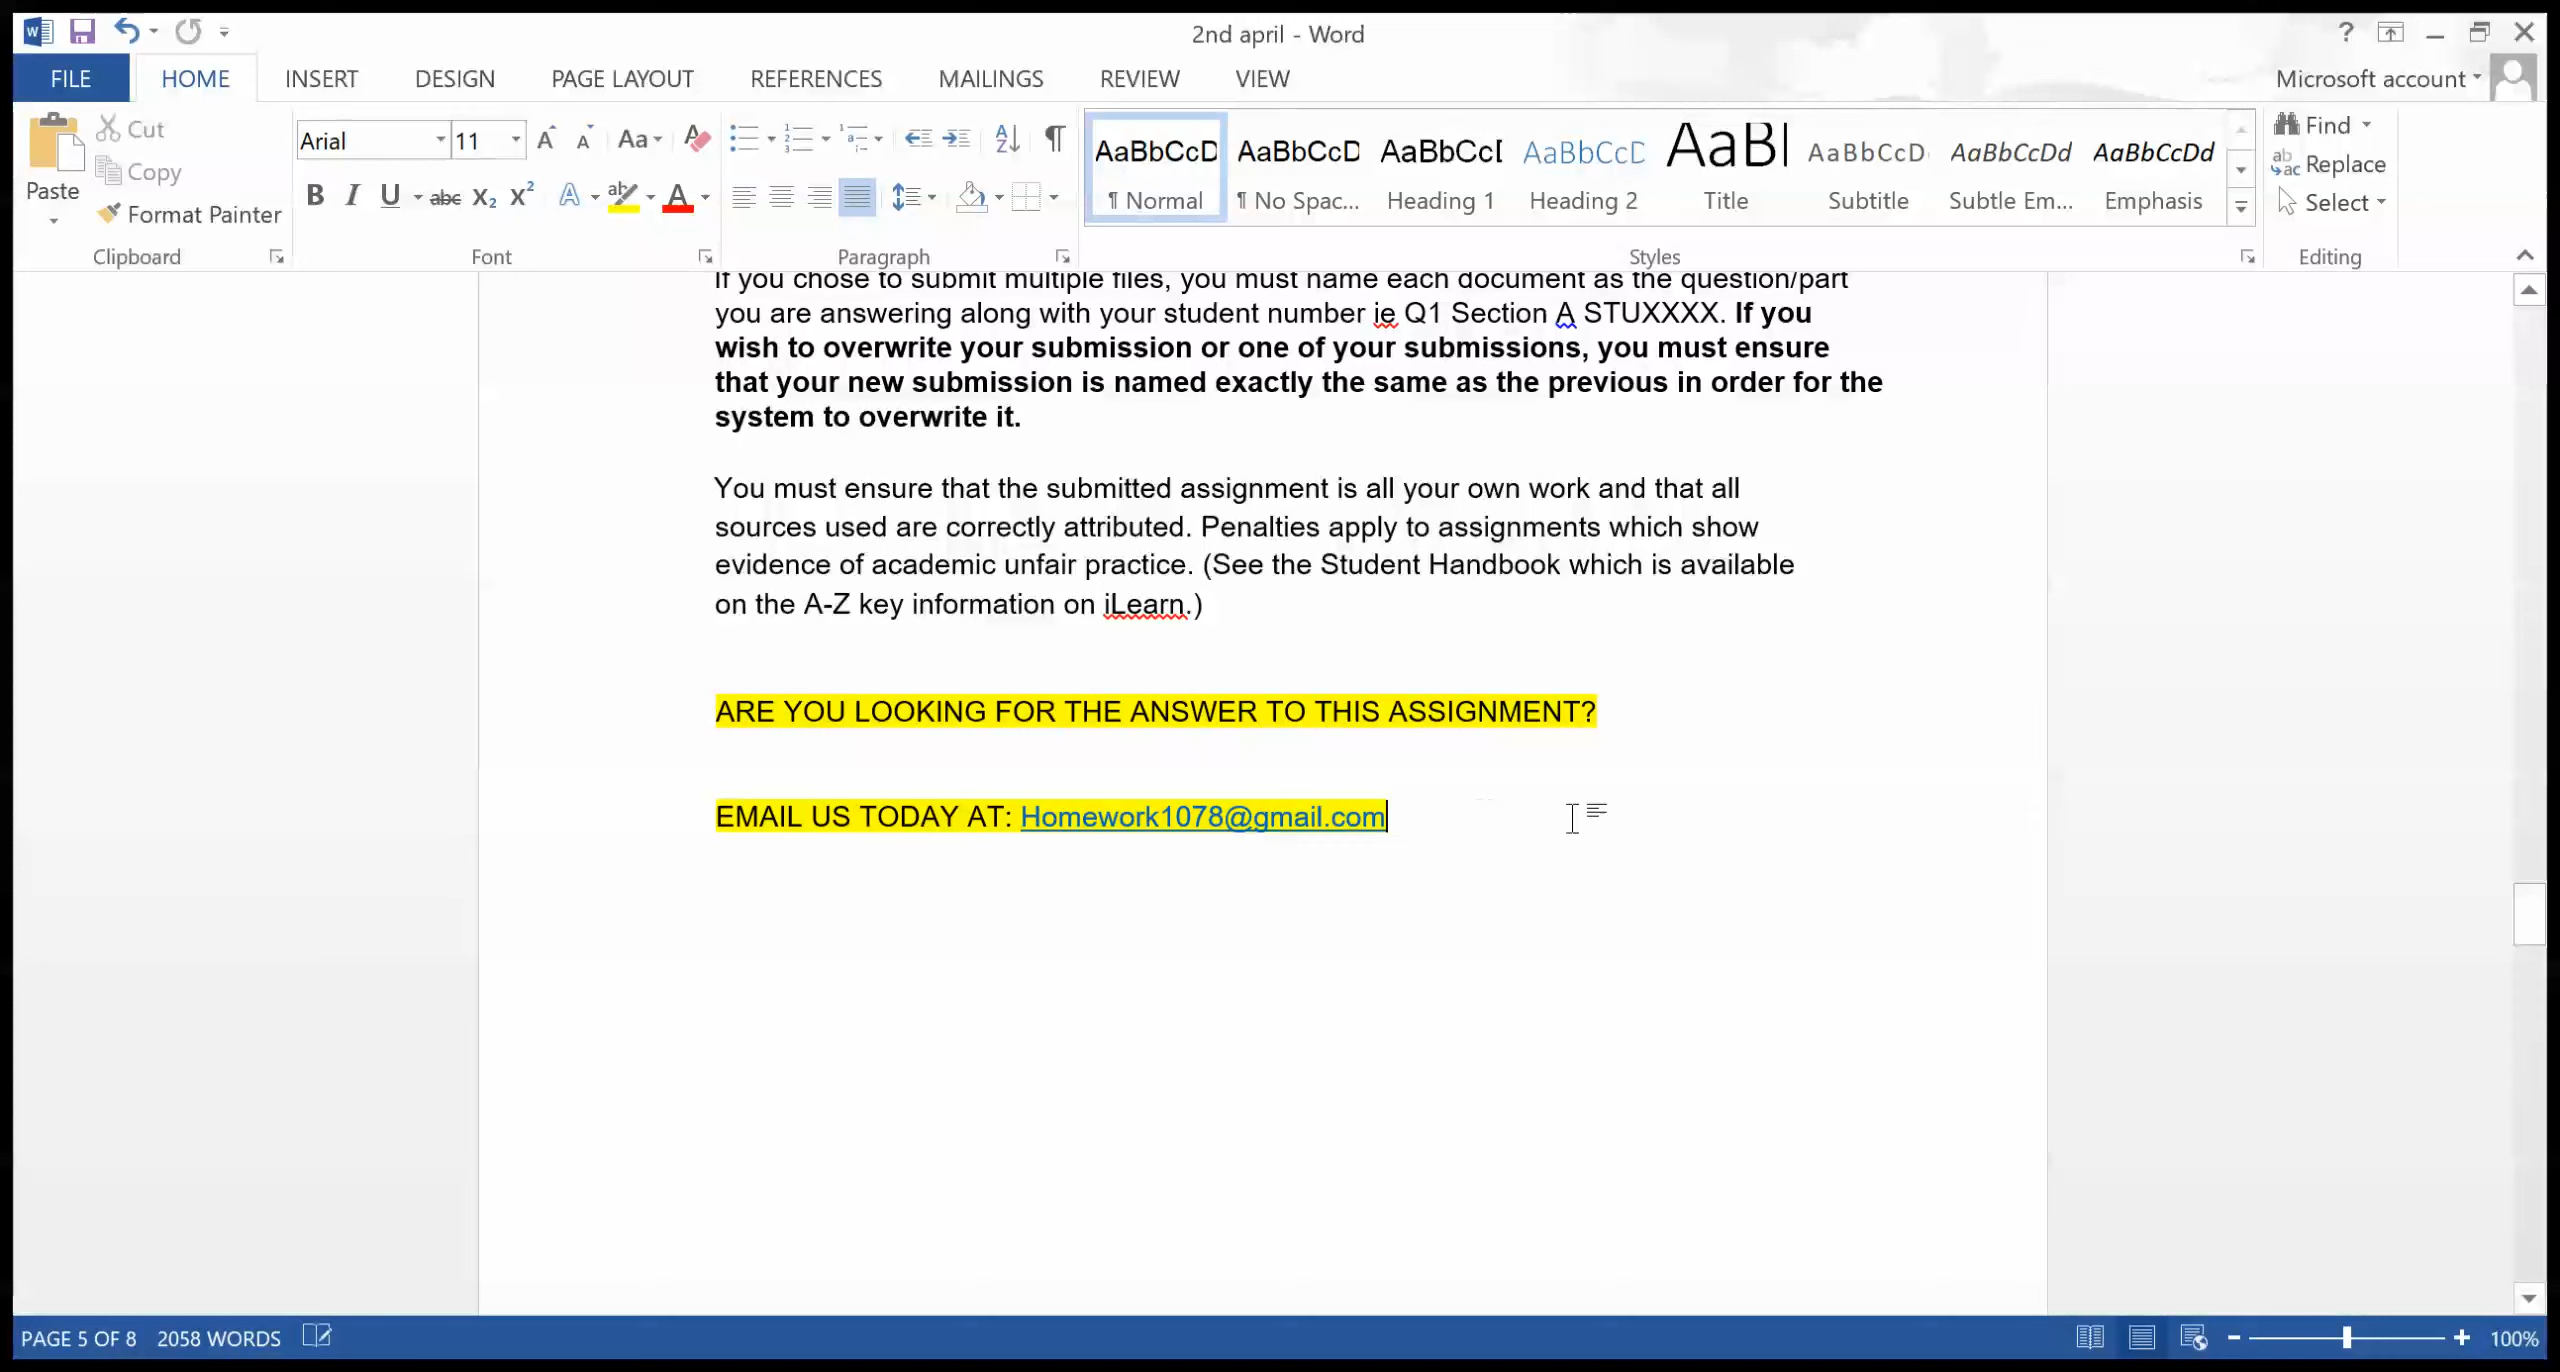 2nd april - Word
FILE HOME INSERT DESIGN PAGE LAYOUT REFERENCES MAILINGS REVIEW VIEW Microsoft account
Cut
Copy
Paste
Format Painter
Clipboard
Arial 11
Font
Paragraph
AaBbCcD AaBbCcD AaBbCcI AaBbCcD AaBI AaBbCcD AaBbCcDd AaBbCcDd
¶ Normal ¶ No Spac... Heading 1 Heading 2 Title Subtitle Subtle Em... Emphasis
Styles
Find
Replace
Select
Editing
If you chose to submit multiple files, you must name each document as the question/part
you are answering along with your student number ie Q1 Section A STUXXXX. If you
wish to overwrite your submission or one of your submissions, you must ensure
that your new submission is named exactly the same as the previous in order for the
system to overwrite it.
You must ensure that the submitted assignment is all your own work and that all
sources used are correctly attributed. Penalties apply to assignments which show
evidence of academic unfair practice. (See the Student Handbook which is available
on the A-Z key information on iLearn.)
ARE YOU LOOKING FOR THE ANSWER TO THIS ASSIGNMENT?
EMAIL US TODAY AT: Homework1078@gmail.com
PAGE 5 OF 8 2058 WORDS 100%